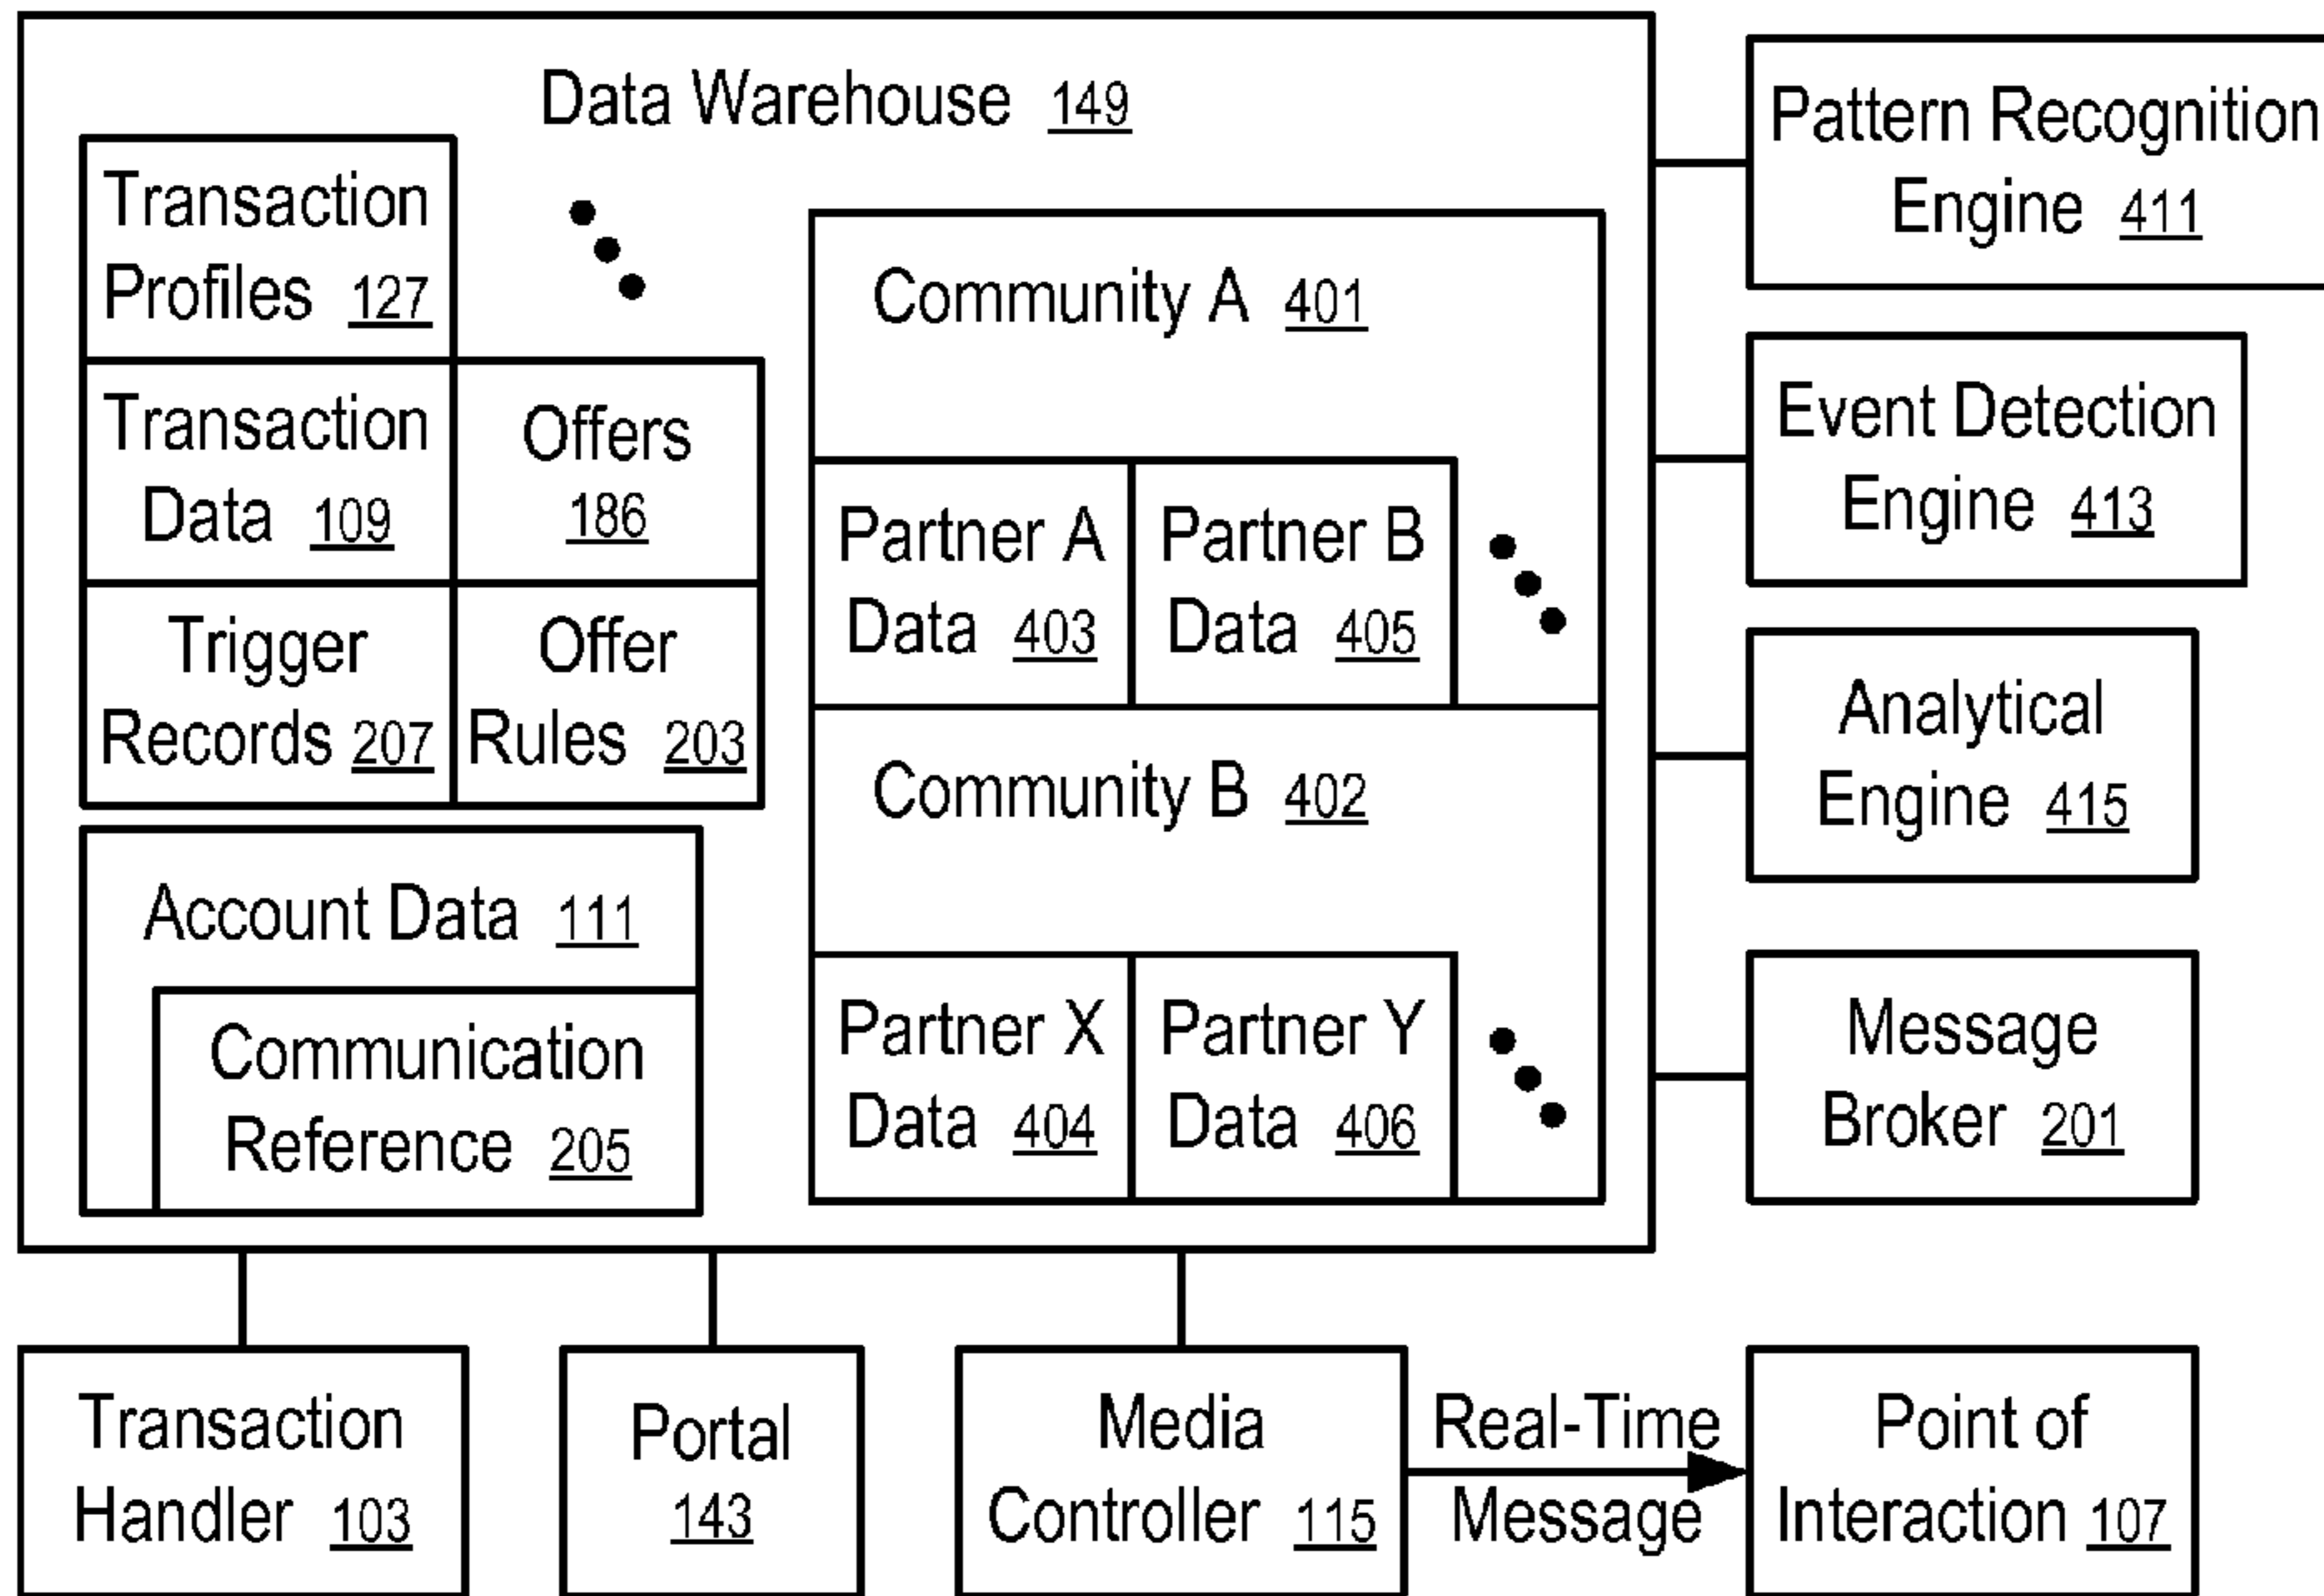 Data Warehouse 149
Transaction
Profiles 127
Transaction
Data 109
Offers
186
Trigger
Records 207
Offer
Rules 203
Account Data 111
Communication
Reference 205
Community A 401
Partner A
Data 403
Partner B
Data 405
Community B 402
Partner X
Data 404
Partner Y
Data 406
Pattern Recognition
Engine 411
Event Detection
Engine 413
Analytical
Engine 415
Message
Broker 201
Transaction
Handler 103
Portal
143
Media
Controller 115
Real-Time
Message
Point of
Interaction 107